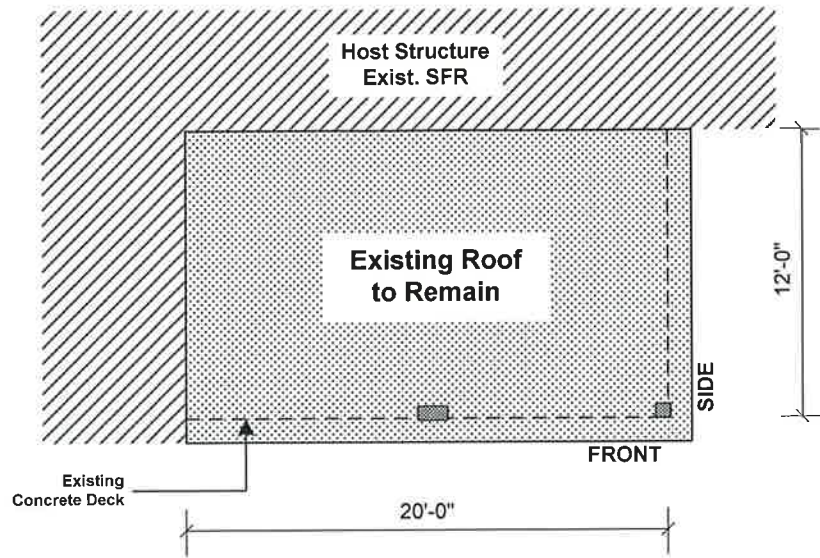 Host Structure
Exist. SFR
Existing Roof
to Remain
12'-0"
SIDE
FRONT
Existing
Concrete Deck
20'-0"